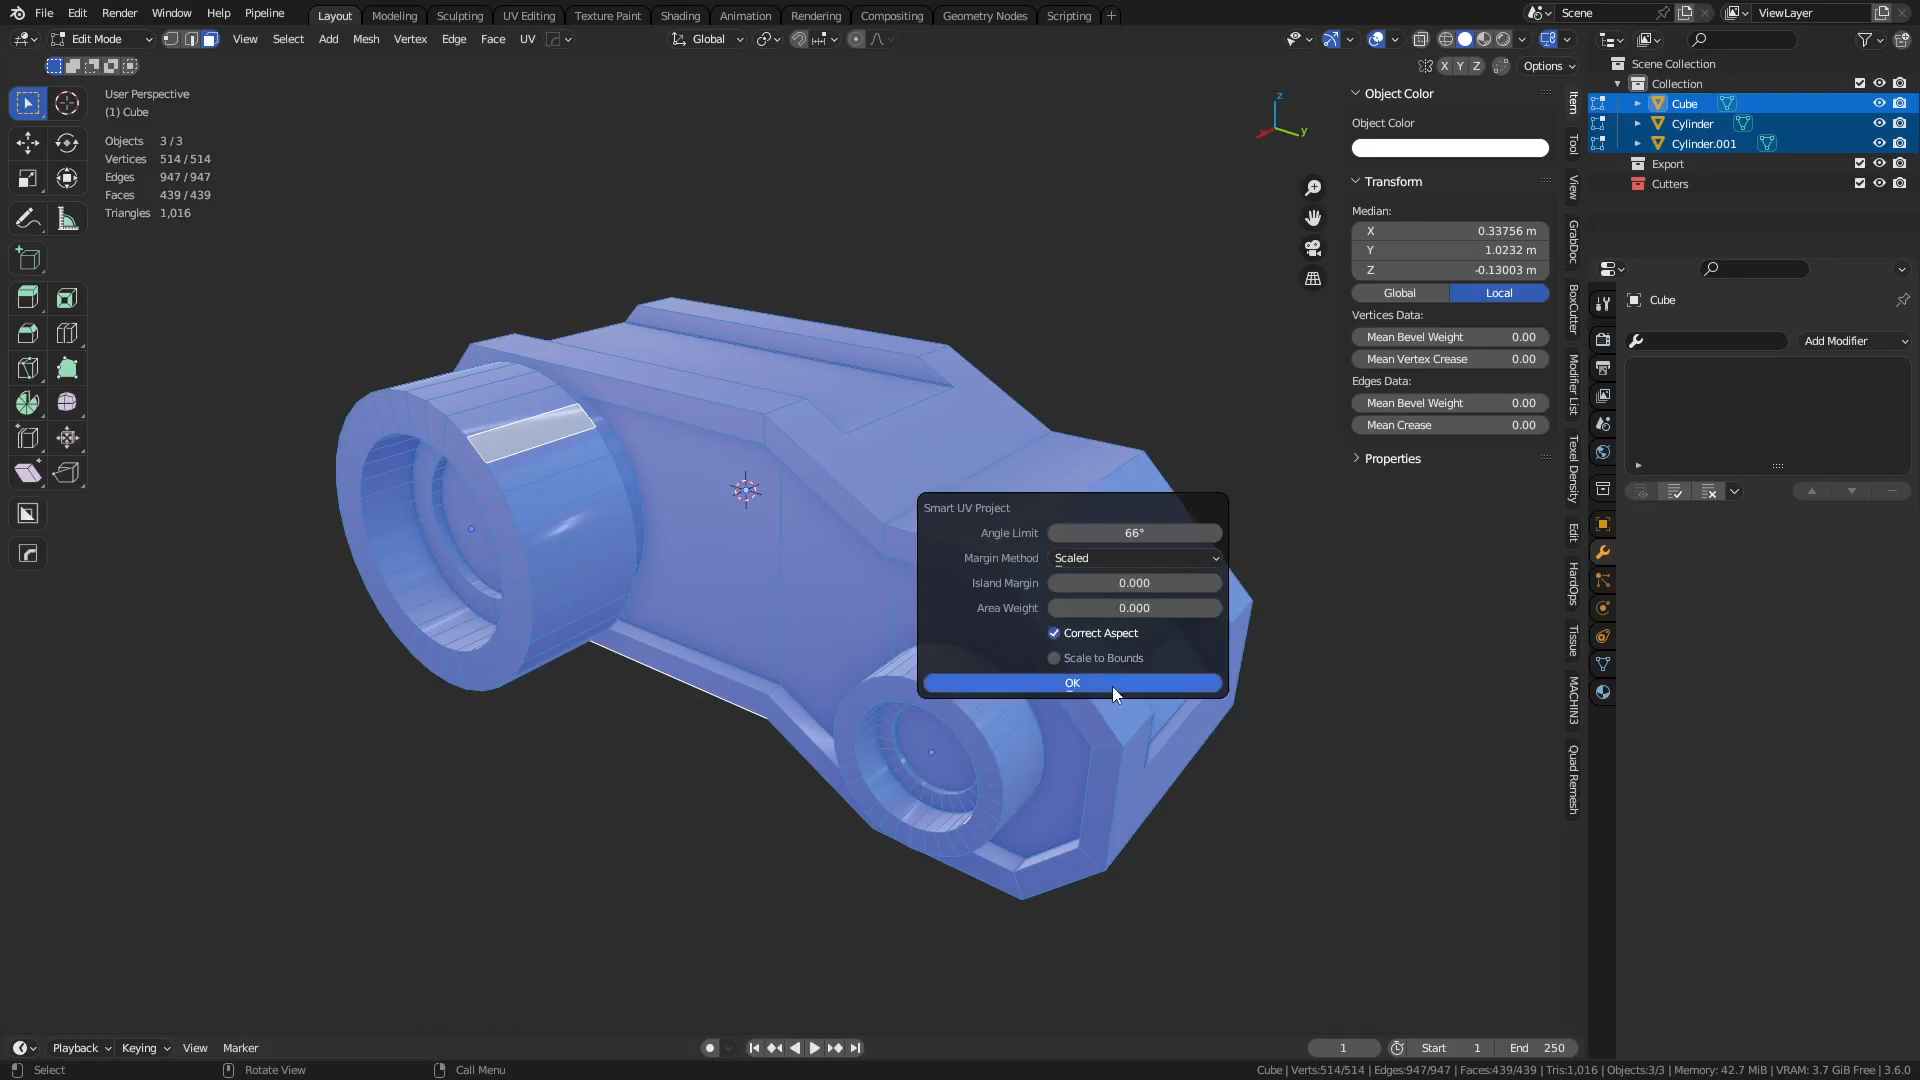 File Edit Render Window Help Pipeline
Layout Modeling Sculpting UV Editing Texture Paint Shading Animation Rendering Compositing Geometry Nodes Scripting +
Scene
ViewLayer
Edit Mode
View Select Add Mesh Vertex Edge Face UV
Global
X Y Z
Options
User Perspective
(1) Cube
Objects 3/3
Vertices 514/514
Edges 947/947
Faces 439/439
Triangles 1,016
z
y
Object Color
Object Color
Transform
Median:
X 0.33756 m
Y 1.0232 m
Z -0.13003 m
Global Local
Vertices Data:
Mean Bevel Weight 0.00
Mean Vertex Crease 0.00
Edges Data:
Mean Bevel Weight 0.00
Mean Crease 0.00
Properties
Item
Tool
View
GrabDoc
BoxCutter
Modifier List
Texel Density
Edit
HardOps
Tissue
MACHIN3
Quad Remesh
Scene Collection
Collection
Cube
Cylinder
Cylinder.001
Export
Cutters
Cube
Add Modifier
Smart UV Project
Angle Limit 66°
Margin Method Scaled
Island Margin 0.000
Area Weight 0.000
Correct Aspect
Scale to Bounds
OK
Playback Keying View Marker
1
Start 1
End 250
Select
Rotate View
Call Menu
Cube | Verts:514/514 | Edges:947/947 | Faces:439/439 | Tris:1,016 | Objects:3/3 | Memory: 42.7 MiB | VRAM: 3.7 GiB Free | 3.6.0